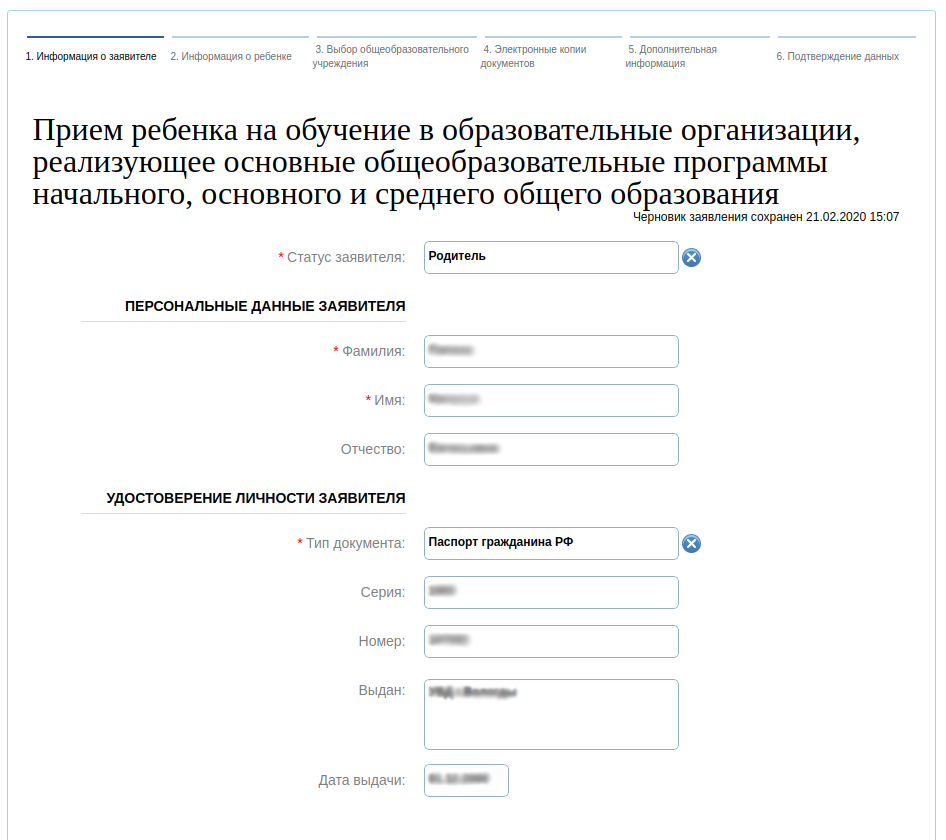 1. Информация о заявителе
2. Информация о ребенке
3. Выбор общеобразовательного
учреждения
4. Электронные копии
документов
5. Дополнительная
информация
6. Подтверждение данных
Прием ребенка на обучение в образовательные организации,
реализующее основные общеобразовательные программы
начального, основного и среднего общего образования
Черновик заявления сохранен 21.02.2020 15:07
* Статус заявителя: Родитель
ПЕРСОНАЛЬНЫЕ ДАННЫЕ ЗАЯВИТЕЛЯ
* Фамилия:
* Имя:
Отчество:
УДОСТОВЕРЕНИЕ ЛИЧНОСТИ ЗАЯВИТЕЛЯ
* Тип документа: Паспорт гражданина РФ
Серия:
Номер:
Выдан:
Дата выдачи: